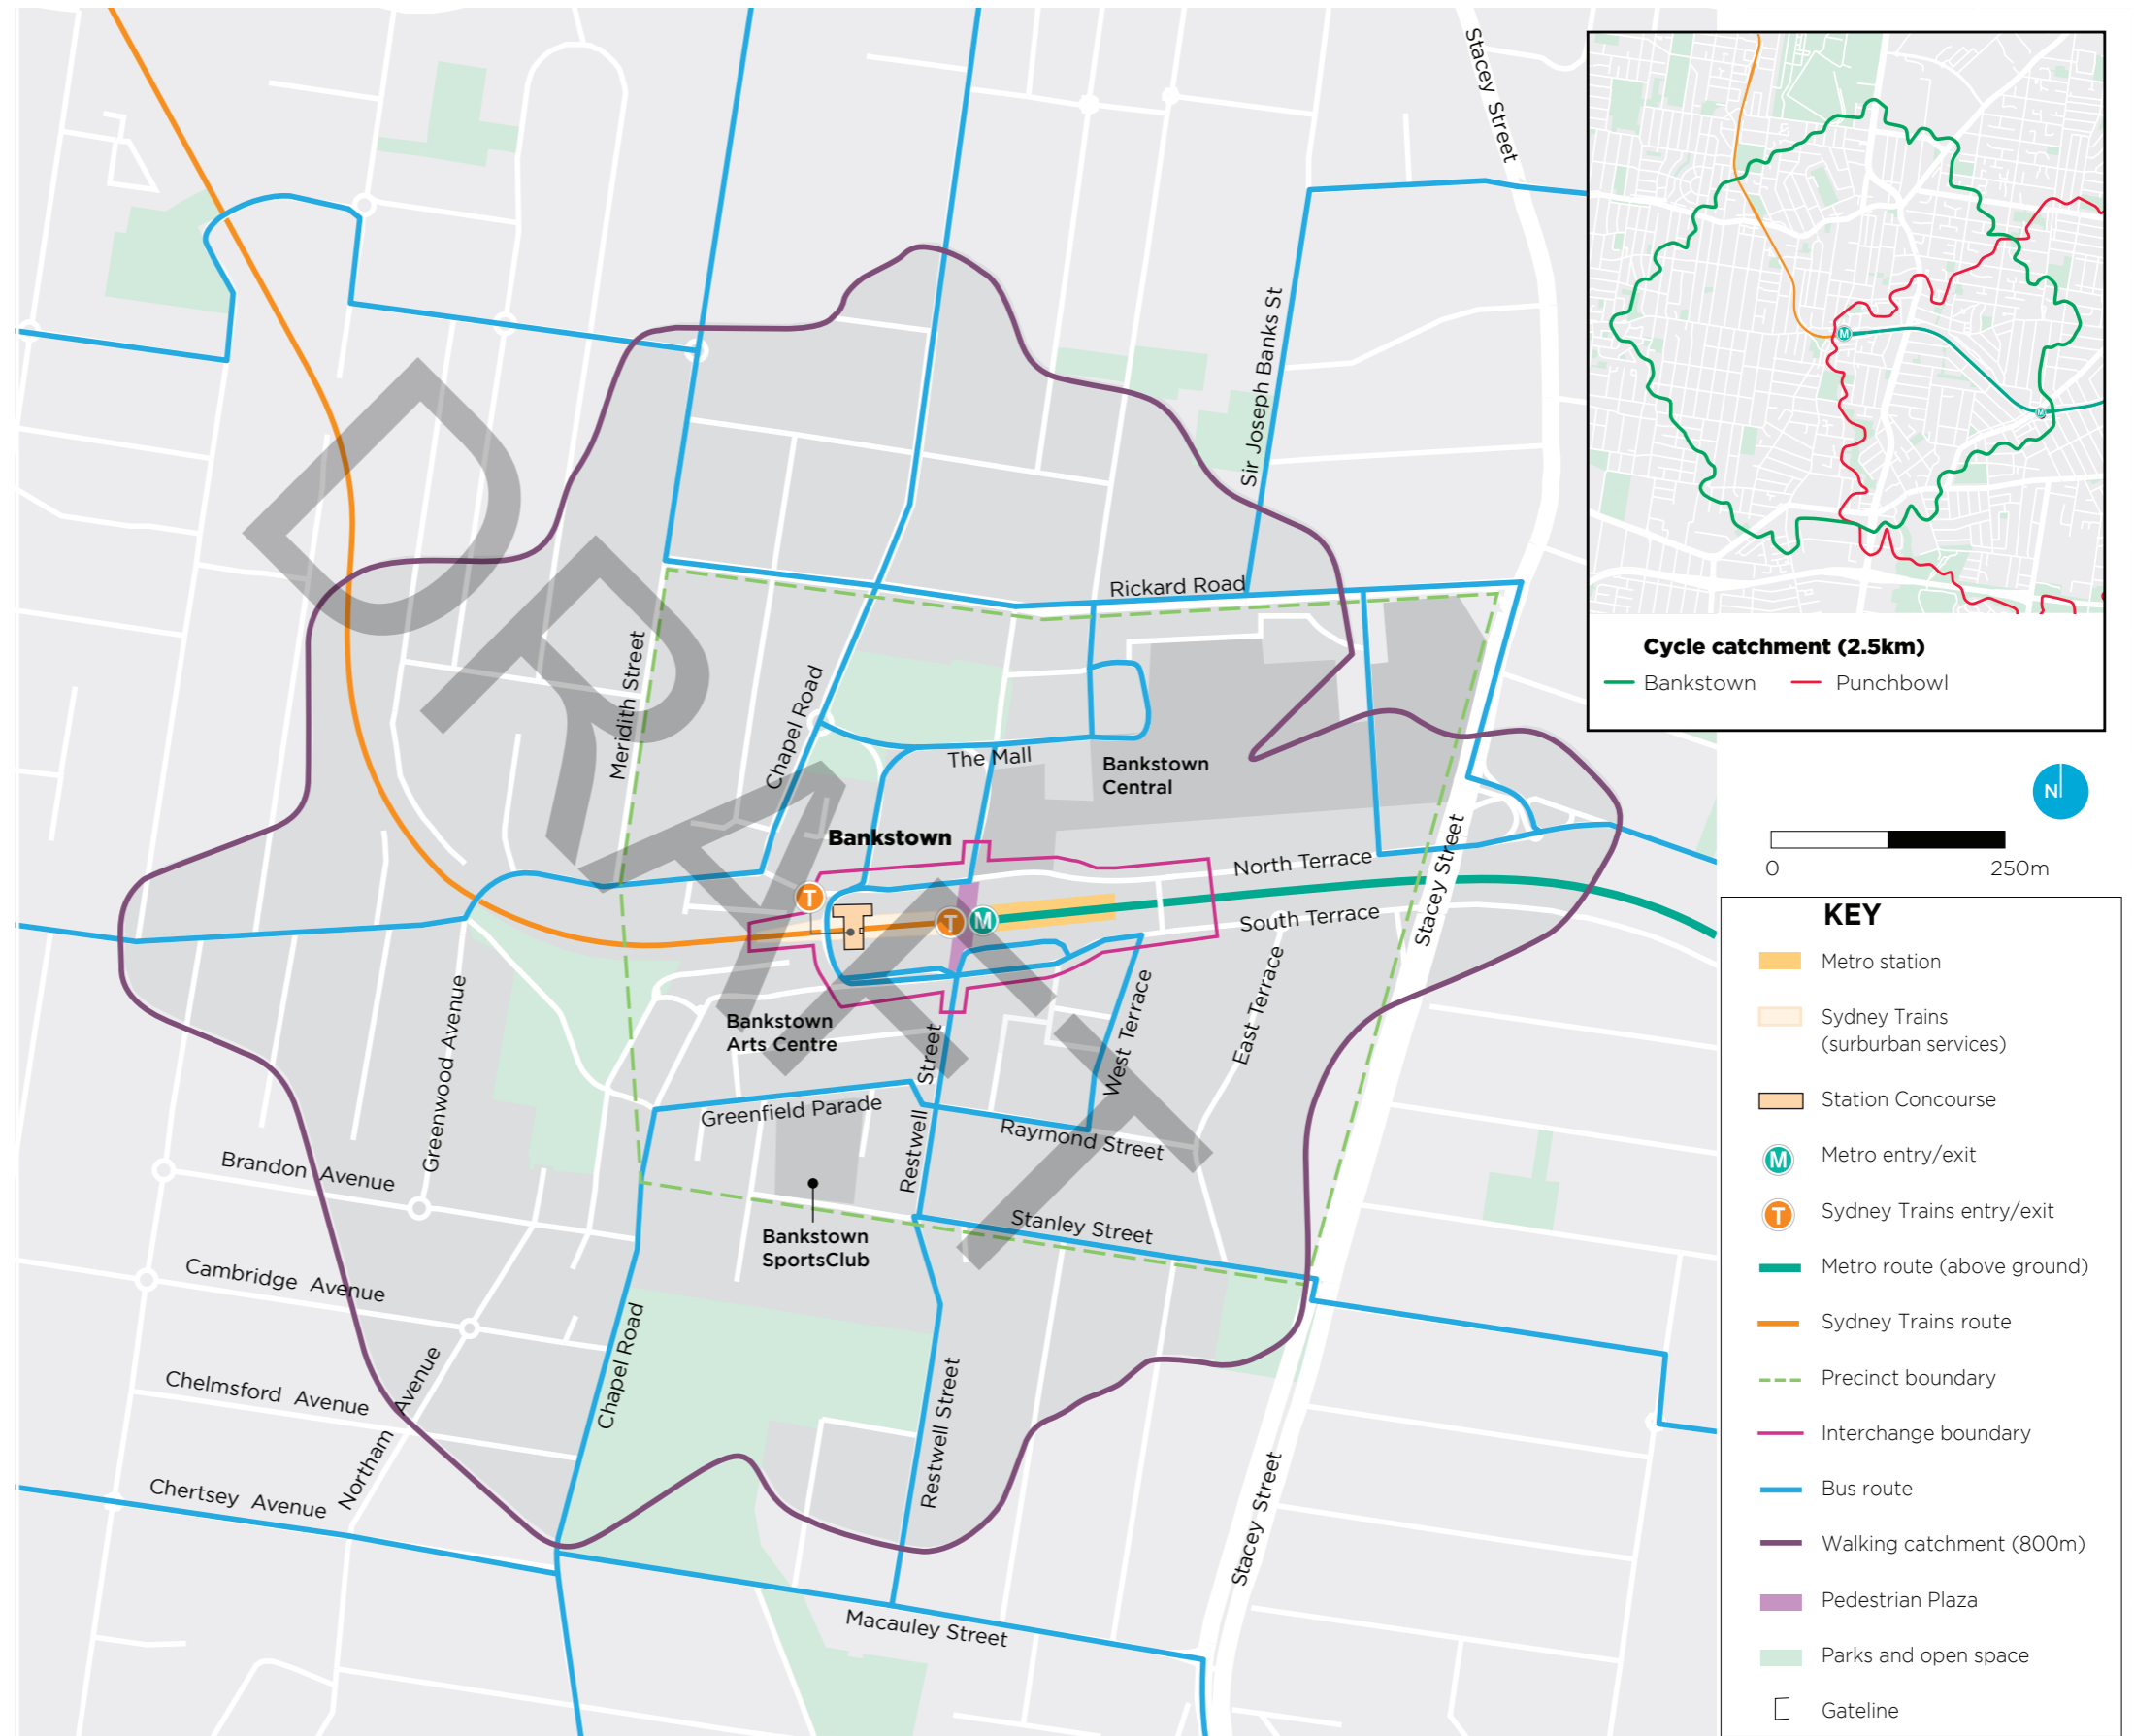 Stacey Street
Sir Joseph Banks St
Rickard Road
Meridith Street
Chapel Road
The Mall
Bankstown
Central
Bankstown
North Terrace
South Terrace
Stacey Street
T
T
M
Greenwood Avenue
Bankstown
Arts Centre
Street
Restwell
West Terrace
East Terrace
Greenfield Parade
Raymond Street
Brandon Avenue
Bankstown
SportsClub
Stanley Street
Cambridge Avenue
Chapel Road
Chelmsford Avenue
Northam Avenue
Restwell Street
Chertsey Avenue
Stacey Street
Macauley Street
DRAFT
M
M
Cycle catchment (2.5km)
Bankstown
Punchbowl
N
0
250m
KEY
Metro station
Sydney Trains
(surburban services)
Station Concourse
M
Metro entry/exit
T
Sydney Trains entry/exit
Metro route (above ground)
Sydney Trains route
Precinct boundary
Interchange boundary
Bus route
Walking catchment (800m)
Pedestrian Plaza
Parks and open space
Gateline